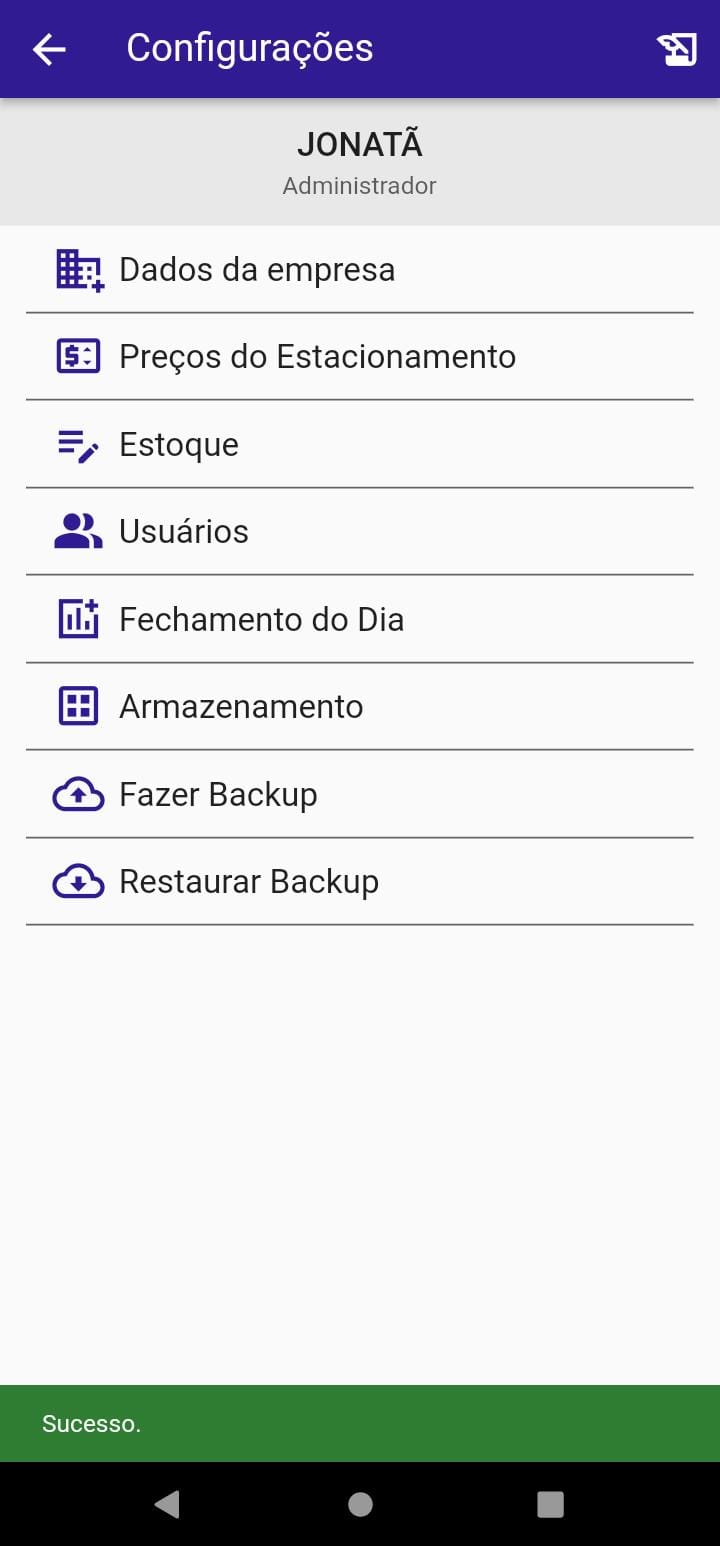 Configurações
JONATÃ
Administrador
Dados da empresa
Preços do Estacionamento
Estoque
Usuários
Fechamento do Dia
Armazenamento
Fazer Backup
Restaurar Backup
Sucesso.